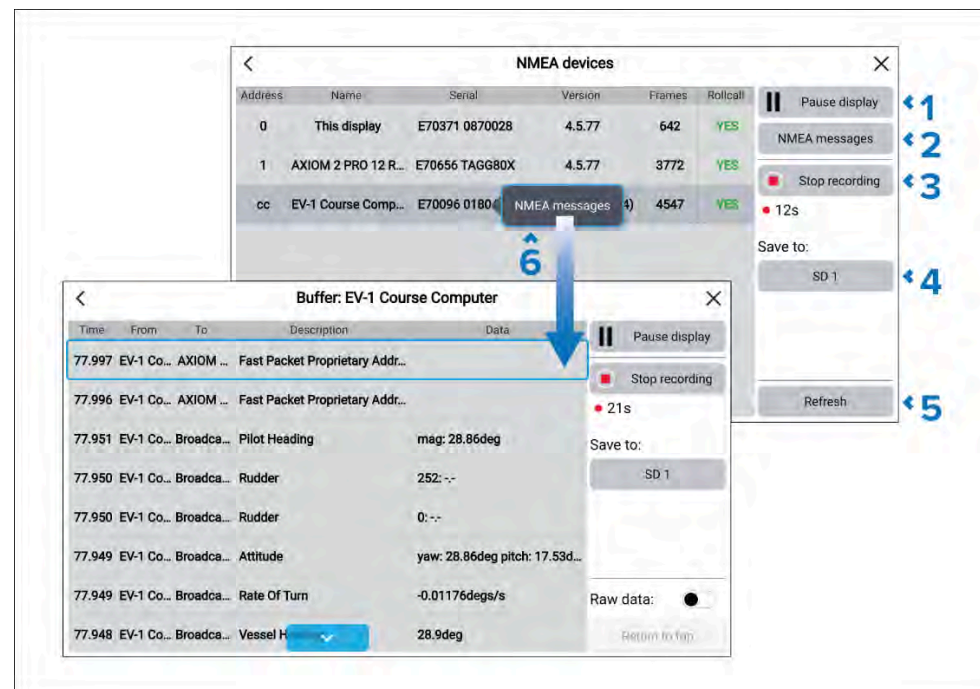 NMEA devices
Address Name Serial Version Frames Rollcall
0 This display E70371 0870028 4.5.77 642 YES
1 AXIOM 2 PRO 12 R... E70656 TAGG80X 4.5.77 3772 YES
cc EV-1 Course Comp... E70096 0180 NMEA messages 4) 4547 YES
Pause display 1
NMEA messages 2
Stop recording 3
12s
Save to:
SD 1 4
Refresh 5
6
Buffer: EV-1 Course Computer
Time From To Description Data
77.997 EV-1 Co... AXIOM ... Fast Packet Proprietary Addr...
77.996 EV-1 Co... AXIOM ... Fast Packet Proprietary Addr...
77.951 EV-1 Co... Broadca... Pilot Heading mag: 28.86deg
77.950 EV-1 Co... Broadca... Rudder 252: -.-
77.950 EV-1 Co... Broadca... Rudder 0: -.-
77.949 EV-1 Co... Broadca... Attitude yaw: 28.86deg pitch: 17.53d...
77.949 EV-1 Co... Broadca... Rate Of Turn -0.01176degs/s
77.948 EV-1 Co... Broadca... Vessel 28.9deg
Pause display
Stop recording
21s
Save to:
SD 1
Raw data:
Return to top